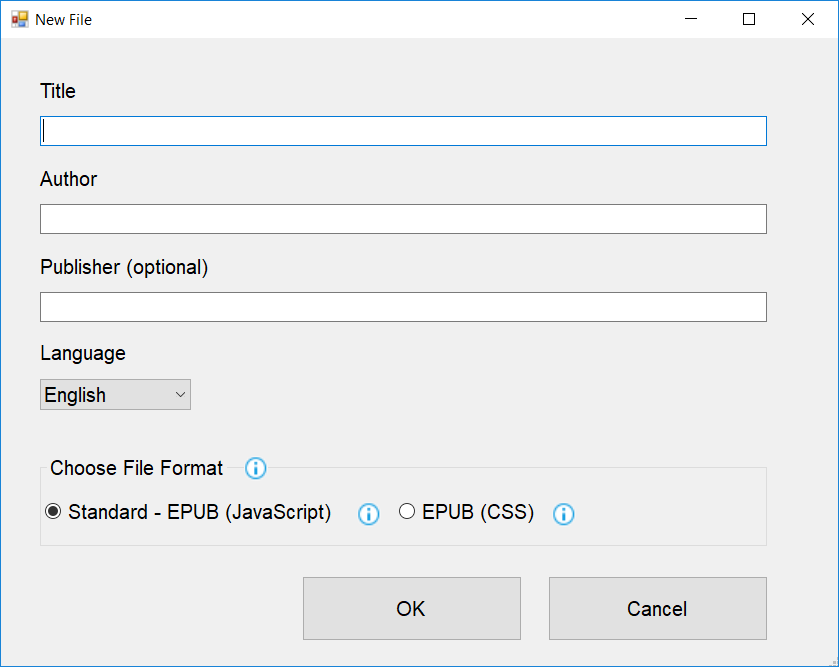 New File
Title
Author
Publisher (optional)
Language
English
Choose File Format
Standard - EPUB (JavaScript) EPUB (CSS)
OK Cancel